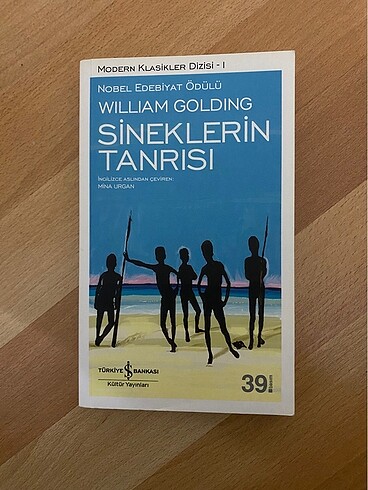 MODERN KLASİKLER DİZİSİ - I
NOBEL EDEBİYAT ÖDÜLÜ
WILLIAM GOLDING
SİNEKLERİN
TANRISI
İNGİLİZCE ASLINDAN ÇEVİREN:
MİNA URGAN
TÜRKİYE İŞ BANKASI
Kültür Yayınları
39.
Basım